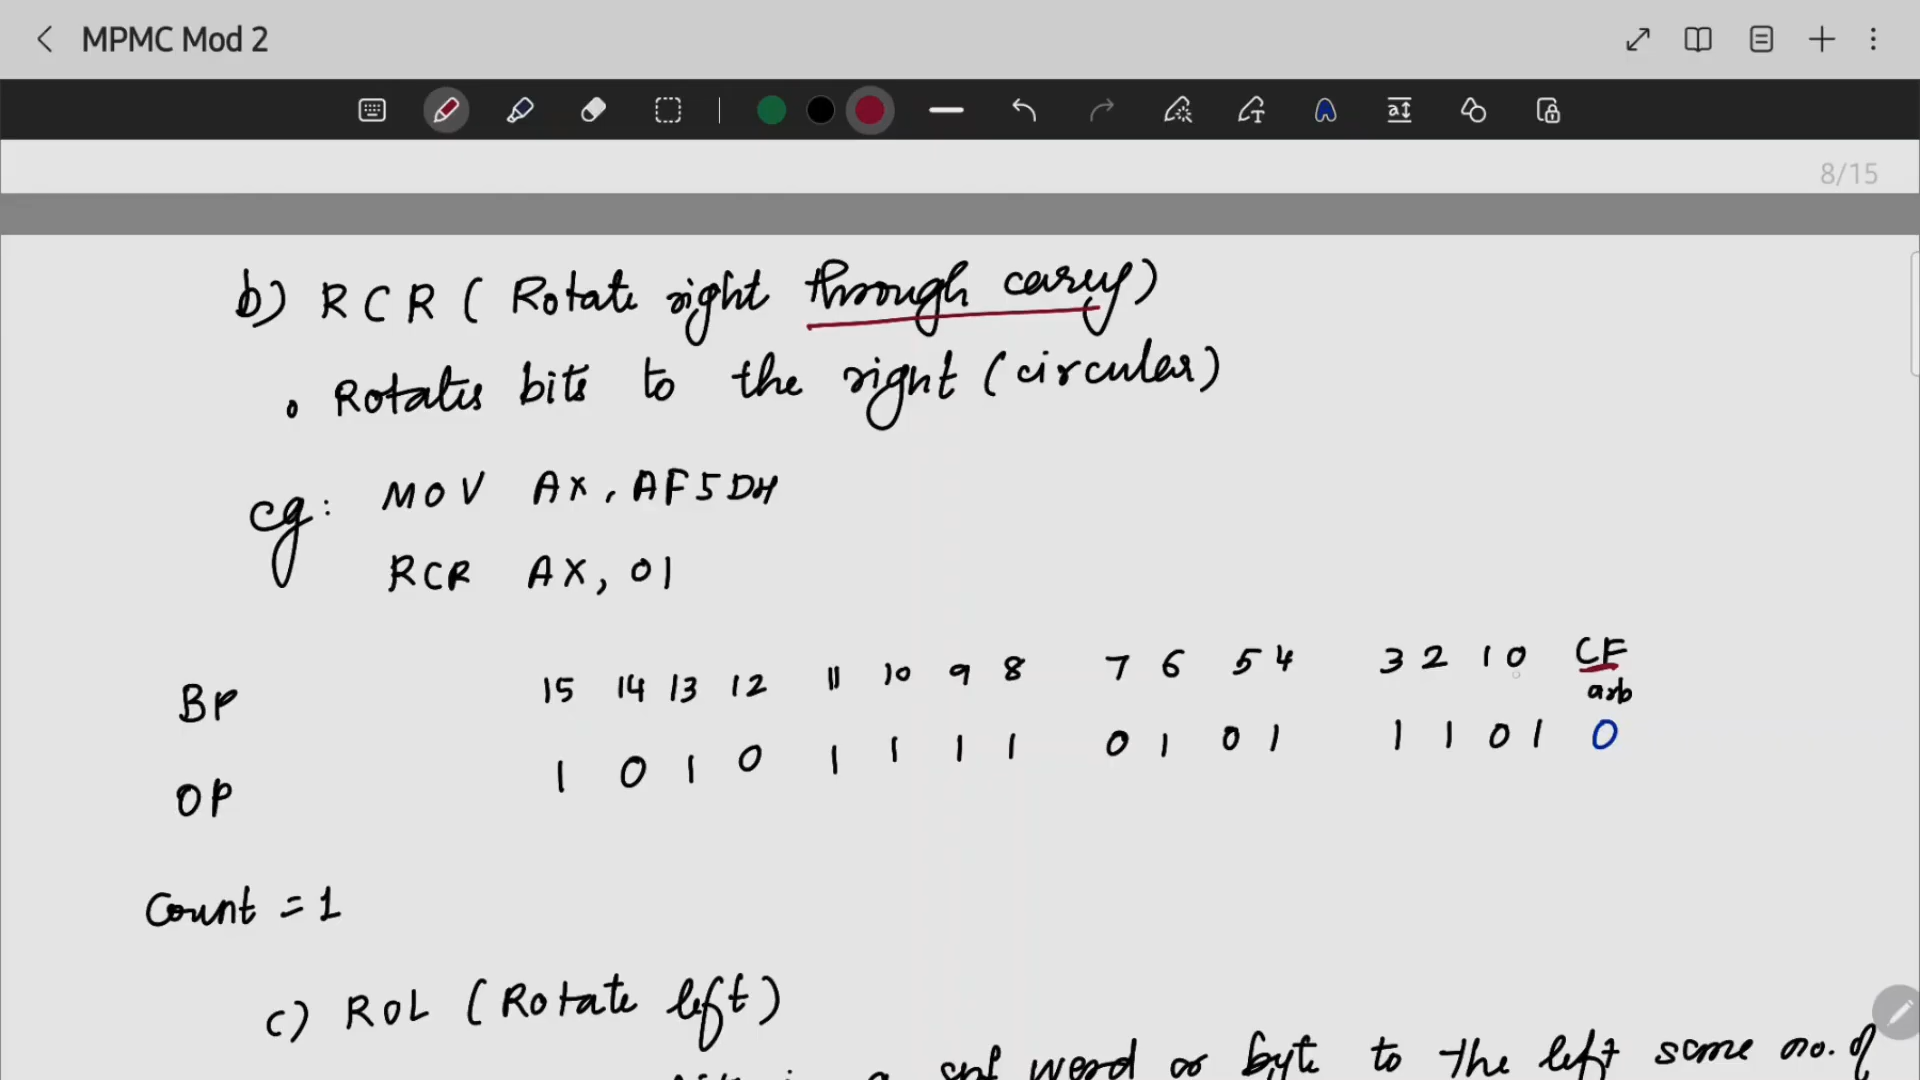 MPMC Mod 2
8/15
b) RCR ( Rotate right through carry)
• Rotates bits to the right (circular)
eg: MOV AX, AF5DH
RCR AX, 01
BP 15 14 13 12 11 10 9 8 7 6 5 4 3 2 1 0 CF
arb
OP 1 0 1 0 1 1 1 1 0 1 0 1 1 1 0 1 0
Count = 1
c) ROL (Rotate left)
word or byte to the left same no. of